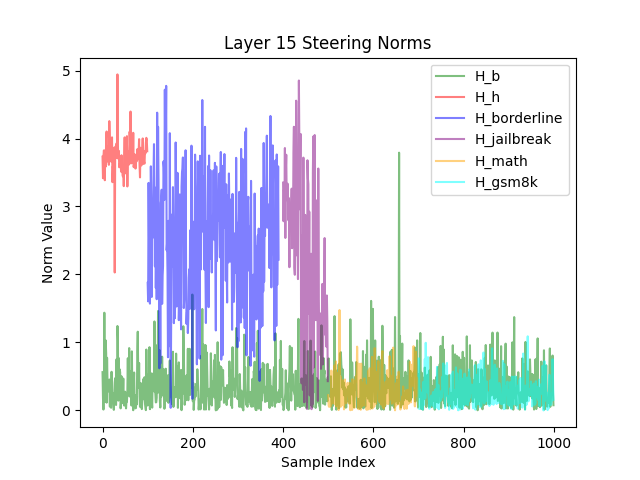 Layer 15 Steering Norms
Norm Value
5
4
3
2
1
0
H_b
H_h
H_borderline
H_jailbreak
H_math
H_gsm8k
0
200
400
600
800
1000
Sample Index